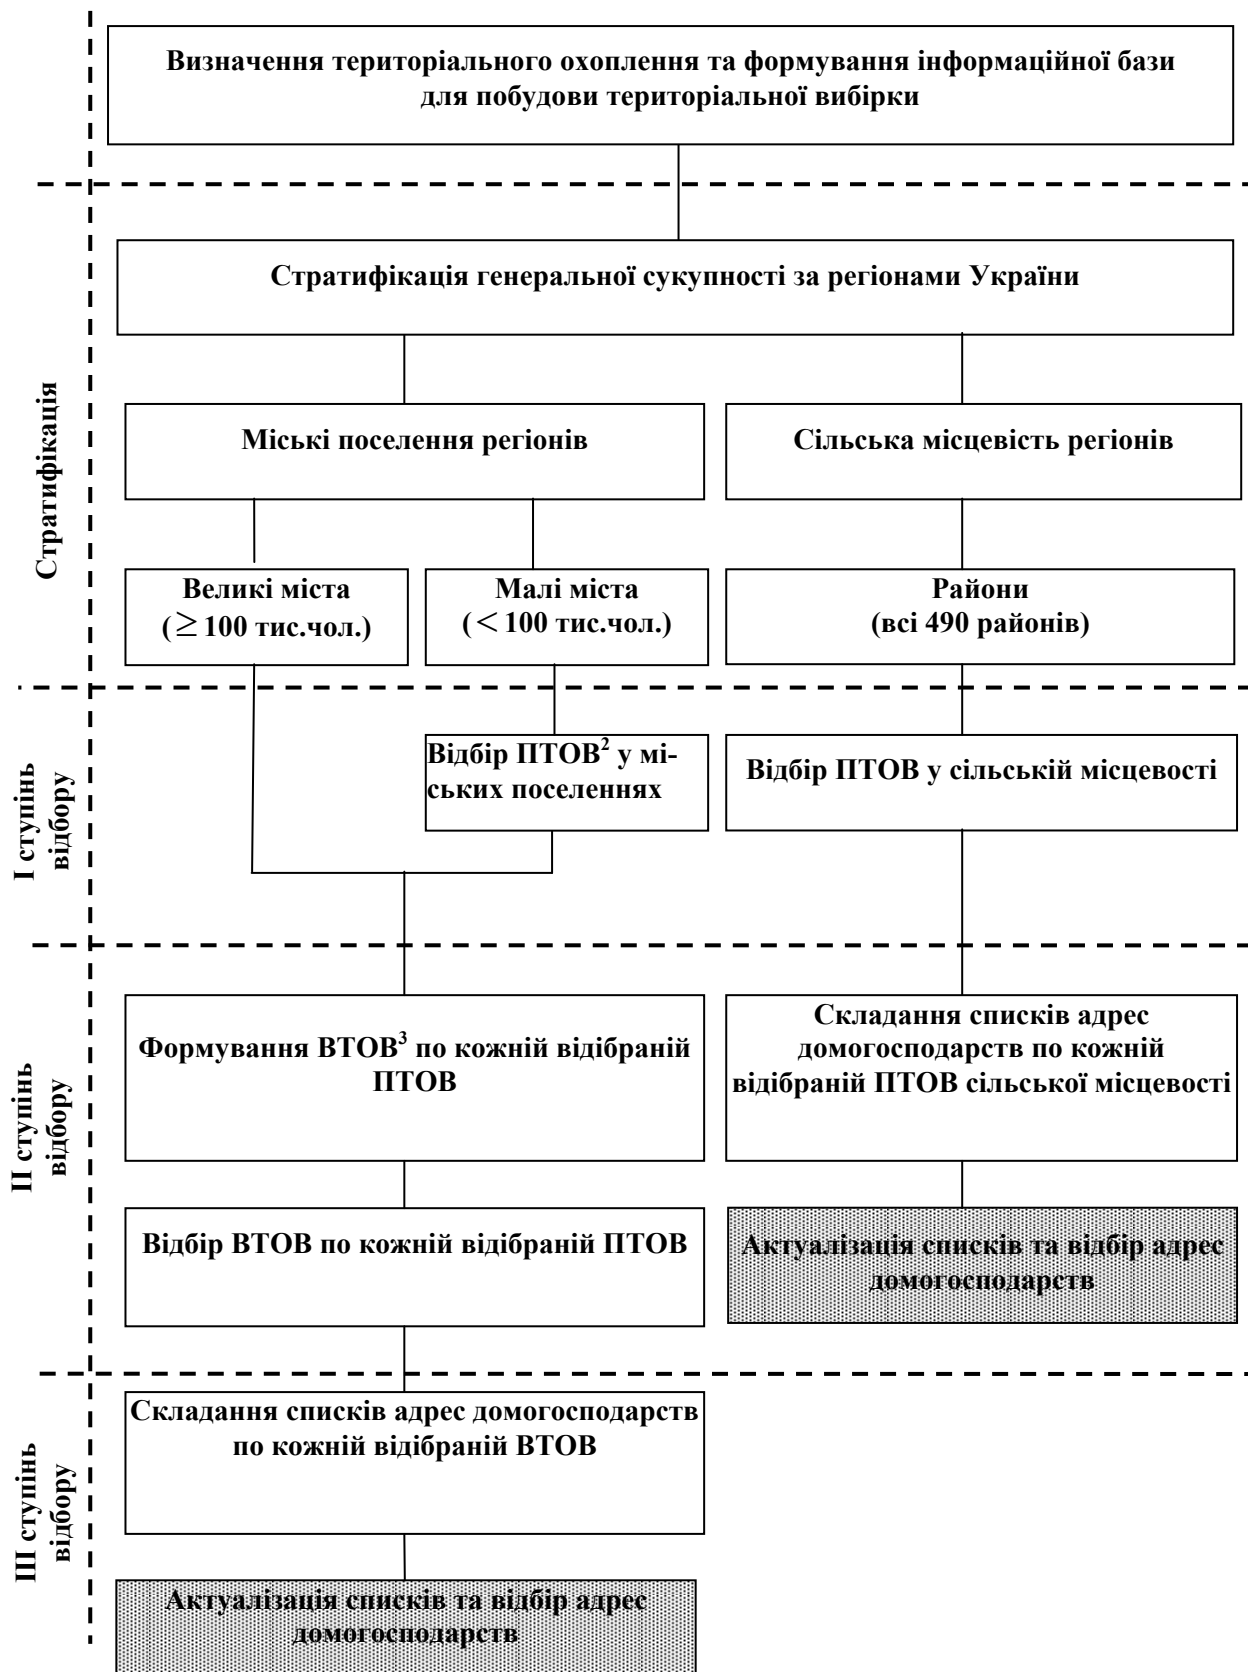 Визначення територіального охоплення та формування інформаційної бази
для побудови територіальної вибірки
Стратифікація
Стратифікація генеральної сукупності за регіонами України
Міські поселення регіонів
Сільська місцевість регіонів
Великі міста
(≥ 100 тис.чол.)
Малі міста
(< 100 тис.чол.)
Райони
(всі 490 районів)
І ступінь
відбору
Відбір ПТОВ² у мі-
ських поселеннях
Відбір ПТОВ у сільській місцевості
ІІ ступінь
відбору
Формування ВТОВ³ по кожній відібраній
ПТОВ
Складання списків адрес
домогосподарств по кожній
відібраній ПТОВ сільської місцевості
Відбір ВТОВ по кожній відібраній ПТОВ
Актуалізація списків та відбір адрес
домогосподарств
ІІІ ступінь
відбору
Складання списків адрес домогосподарств
по кожній відібраній ВТОВ
Актуалізація списків та відбір адрес
домогосподарств